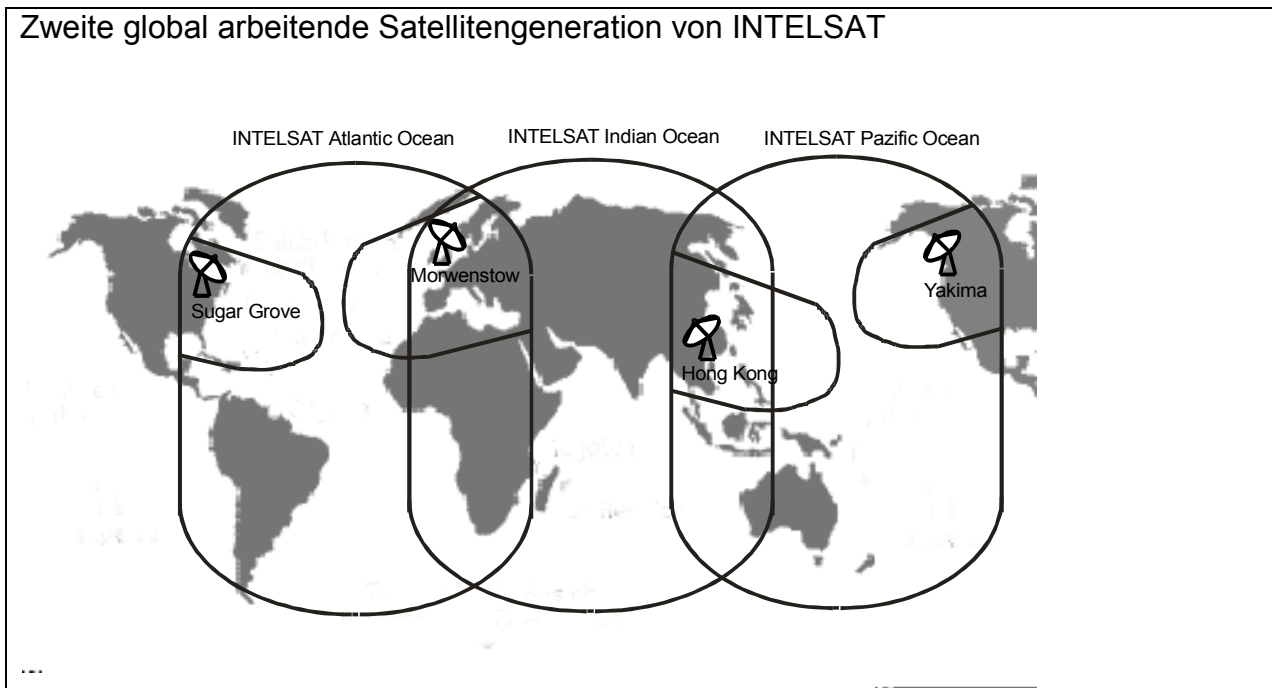 Zweite global arbeitende Satellitengeneration von INTELSAT
INTELSAT Atlantic Ocean
INTELSAT Indian Ocean
INTELSAT Pazific Ocean
Morwenstow
Sugar Grove
Yakima
Hong Kong